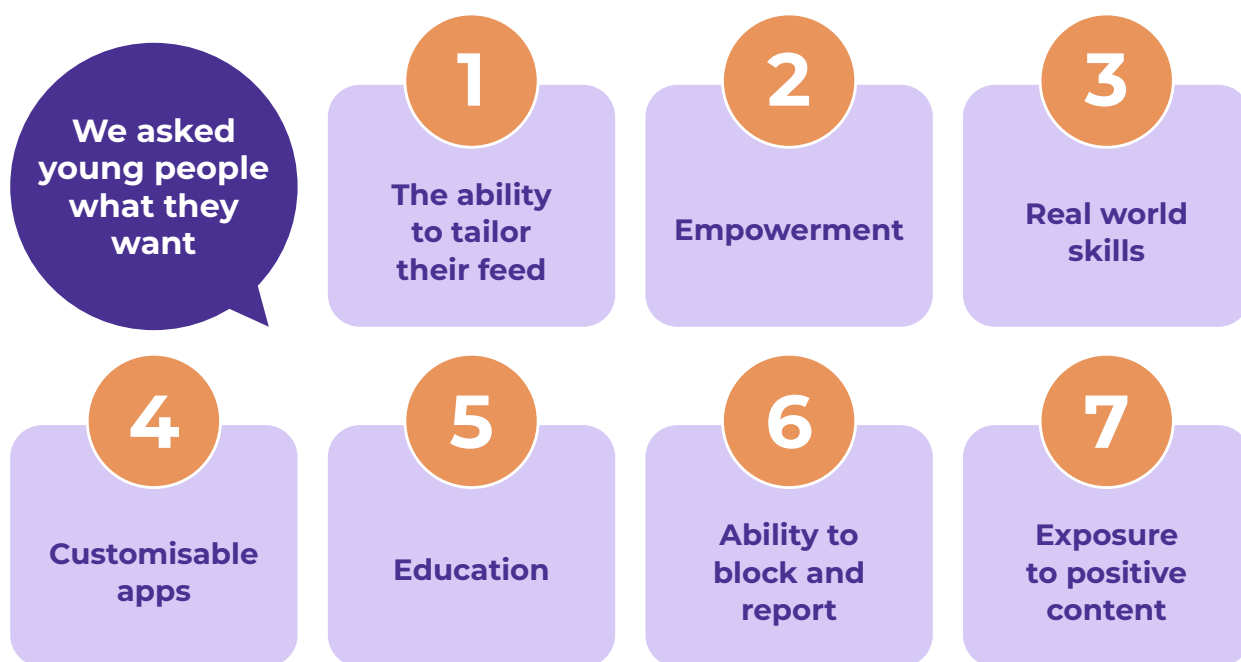 We asked
young people
what they
want
1
The ability
to tailor
their feed
2
Empowerment
3
Real world
skills
4
Customisable
apps
5
Education
6
Ability to
block and
report
7
Exposure
to positive
content